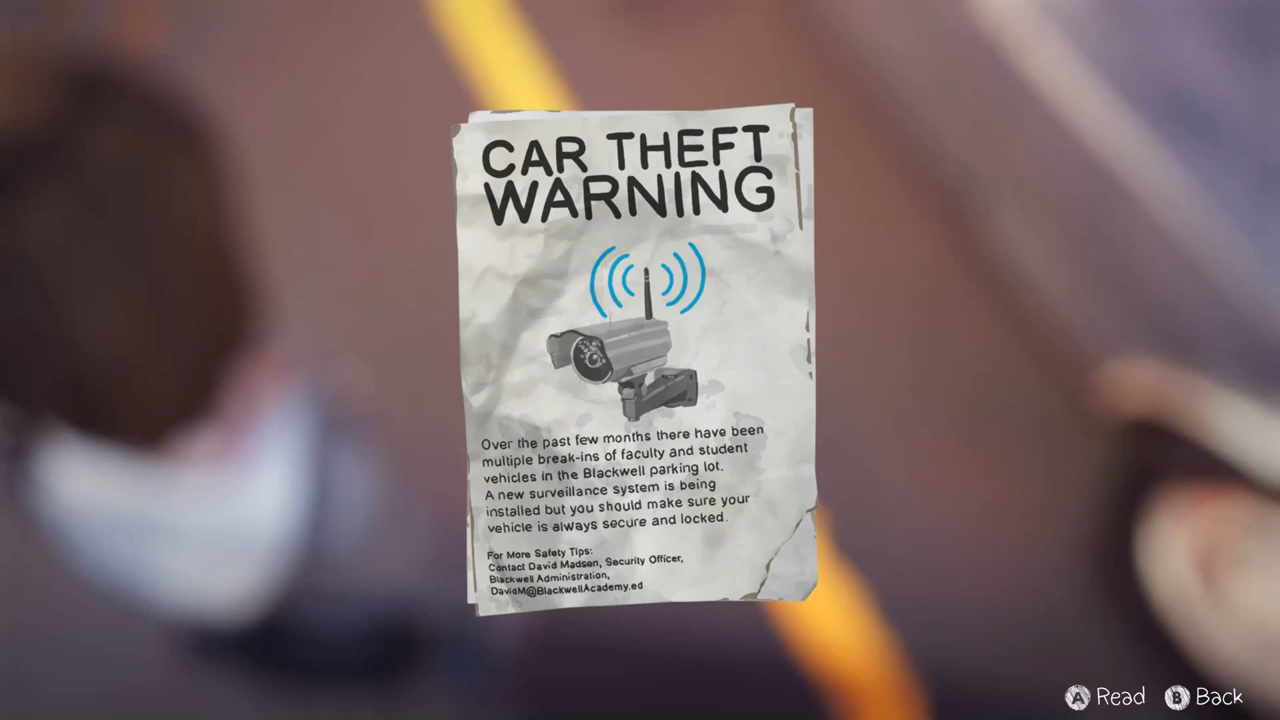 CAR THEFT
WARNING
Over the past few months there have been
multiple break-ins of faculty and student
vehicles in the Blackwell parking lot.
A new surveillance system is being
installed but you should make sure your
vehicle is always secure and locked.
For More Safety Tips:
Contact David Madsen, Security Officer,
Blackwell Administration,
DavidM@BlackwellAcademy.ed
A Read B Back